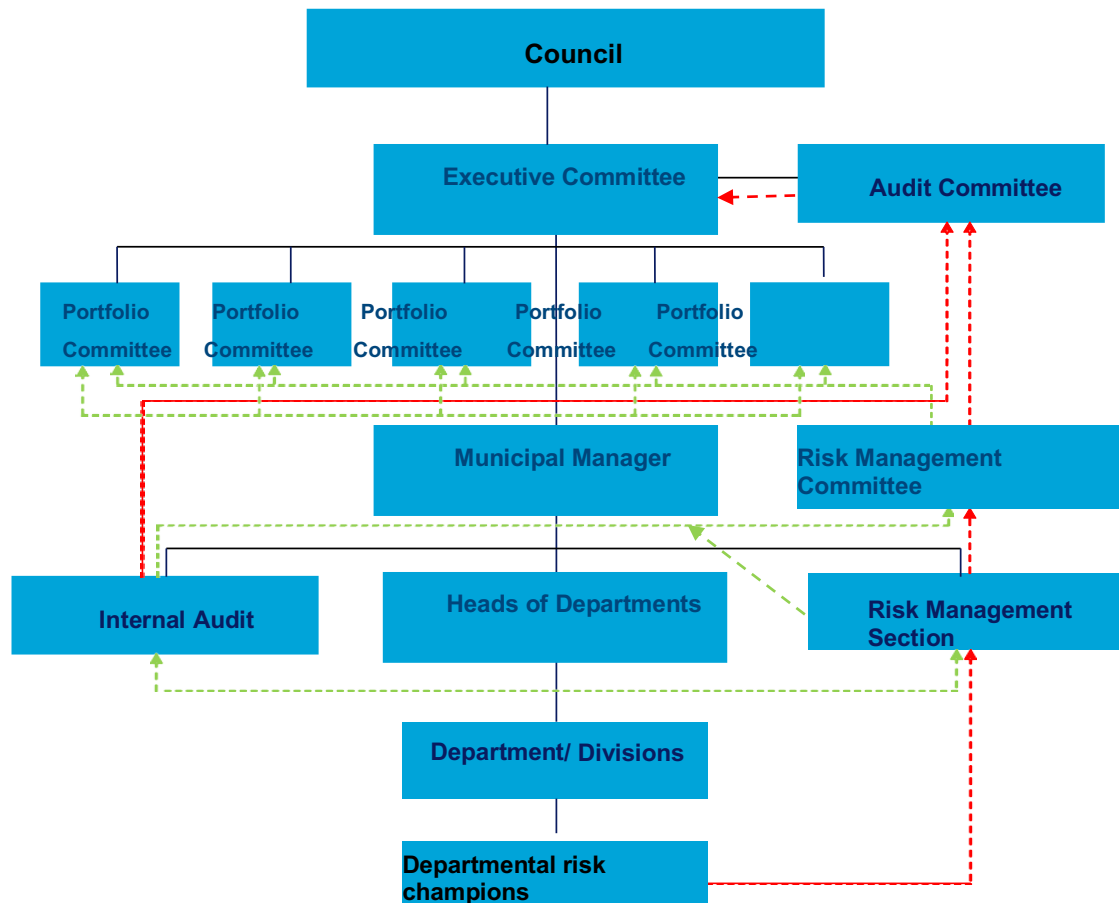 Council
Executive Committee
Audit Committee
Portfolio Portfolio Portfolio Portfolio Portfolio
Committee Committee Committee Committee Committee
Municipal Manager
Risk Management
Committee
Internal Audit
Heads of Departments
Risk Management
Section
Department/ Divisions
Departmental risk
champions